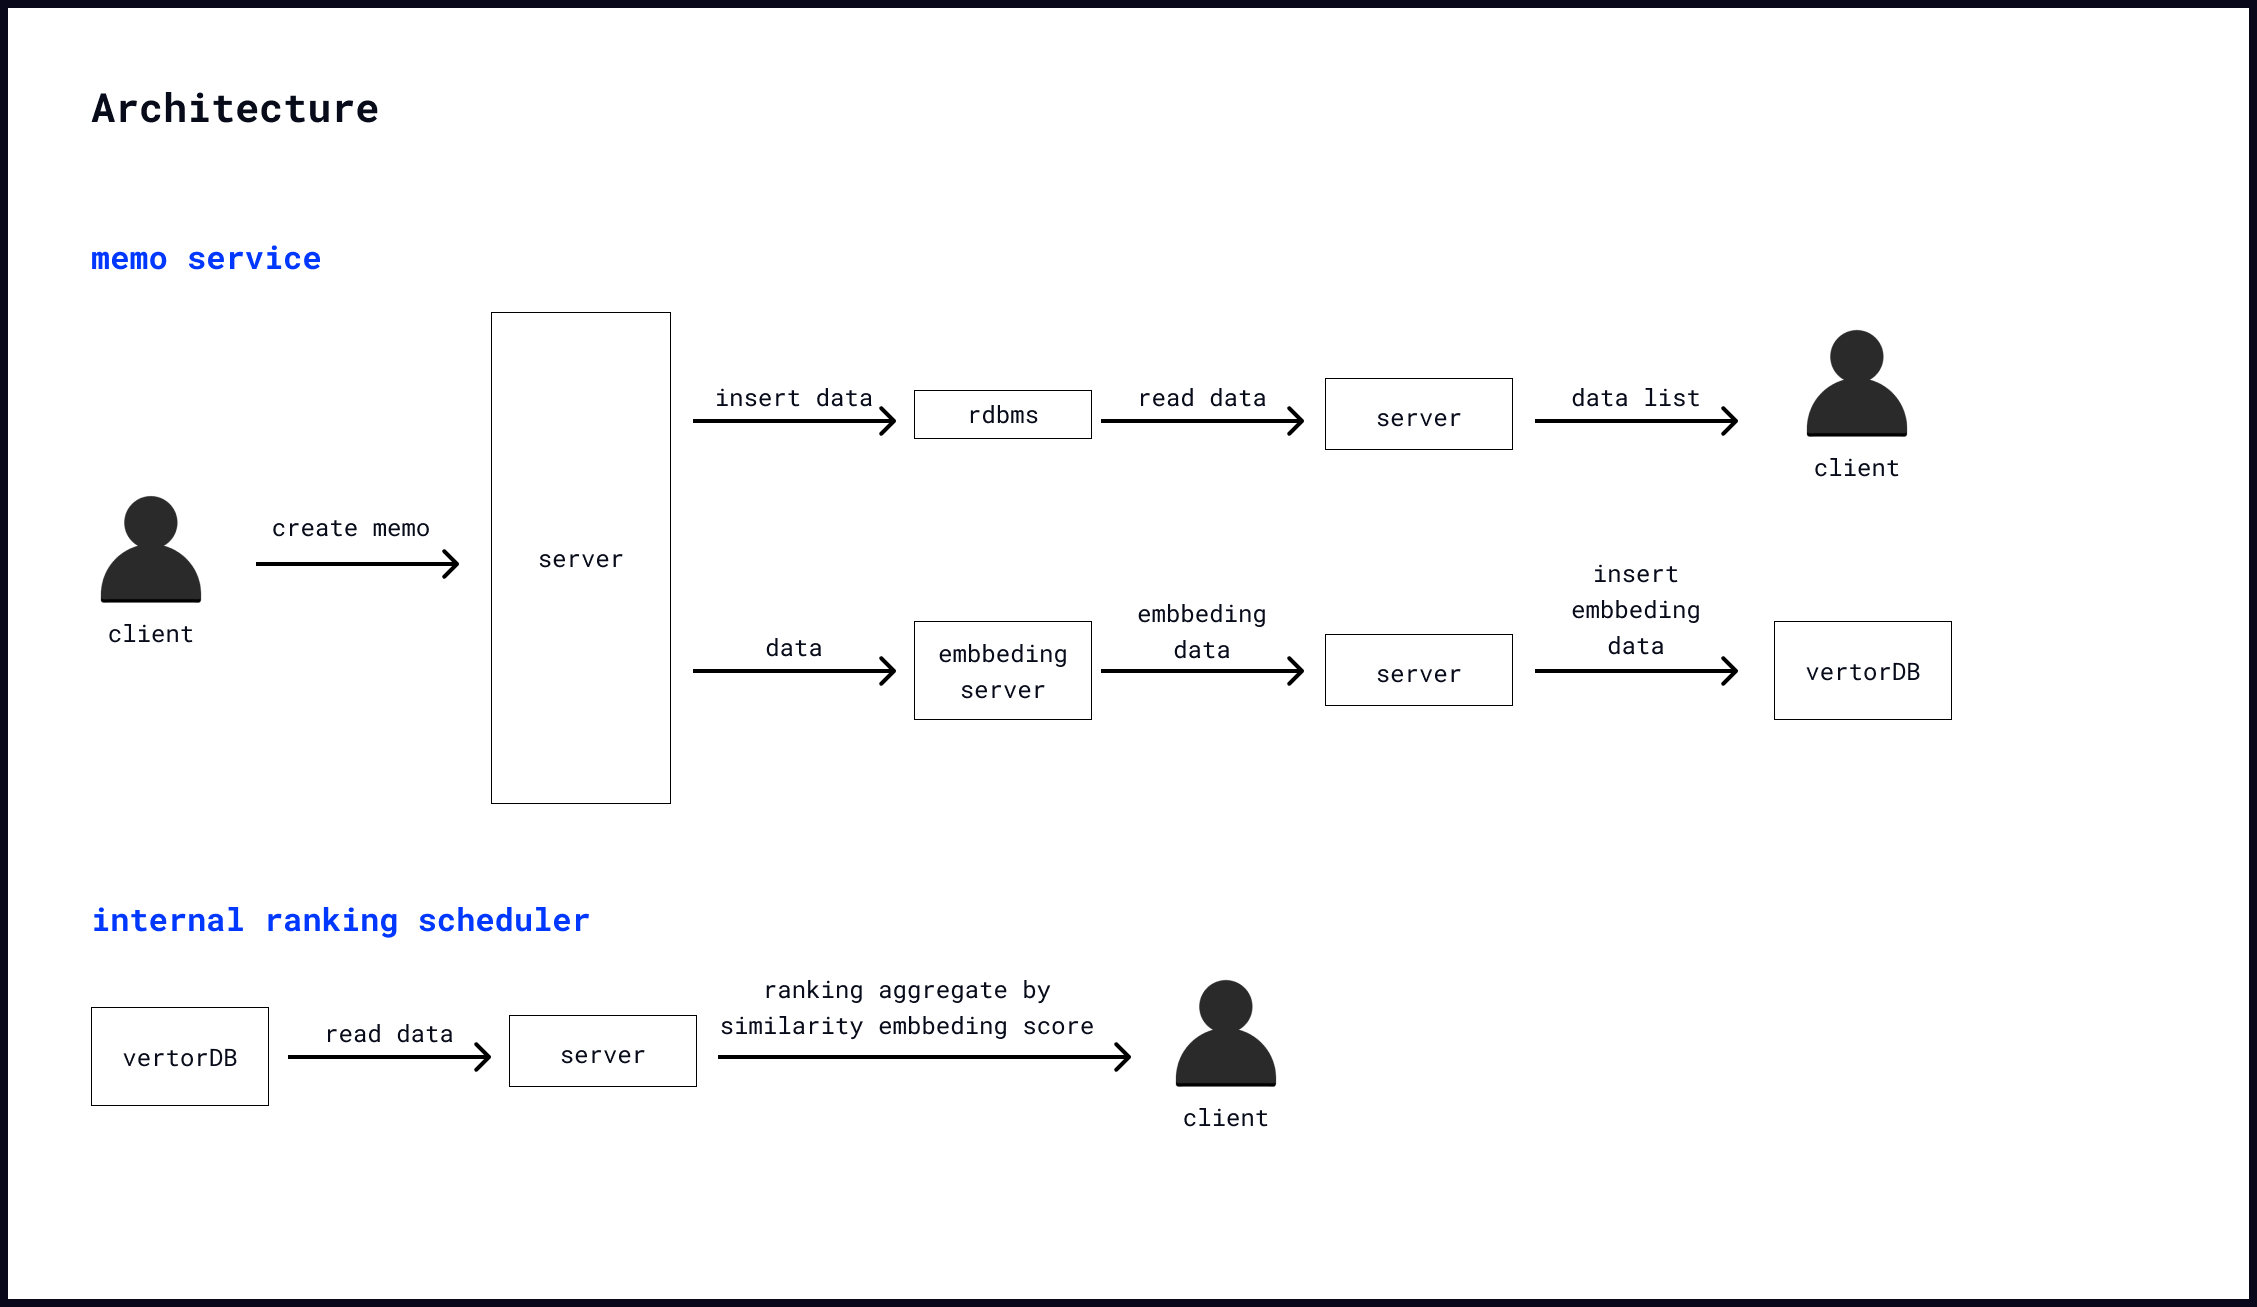 Architecture
memo service
insert data
rdbms
read data
server
data list
client
create memo
server
client
data
embbeding
server
embbeding
data
server
insert
embbeding
data
vertorDB
internal ranking scheduler
vertorDB
read data
server
ranking aggregate by
similarity embbeding score
client